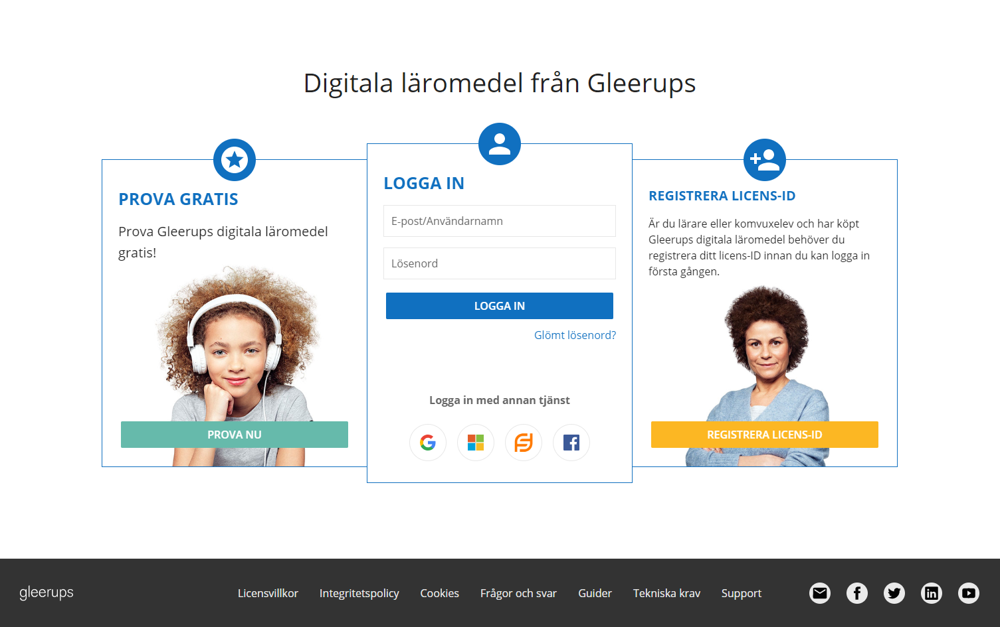 Digitala läromedel från Gleerups
PROVA GRATIS
Prova Gleerups digitala läromedel
gratis!
PROVA NU
LOGGA IN
E-post/Användarnamn
Lösenord
LOGGA IN
Glömt lösenord?
Logga in med annan tjänst
REGISTRERA LICENS-ID
Är du lärare eller komvuxelev och har köpt
Gleerups digitala läromedel behöver du
registrera ditt licens-ID innan du kan logga in
första gången.
REGISTRERA LICENS-ID
gleerups
Licensvillkor
Integritetspolicy
Cookies
Frågor och svar
Guider
Tekniska krav
Support